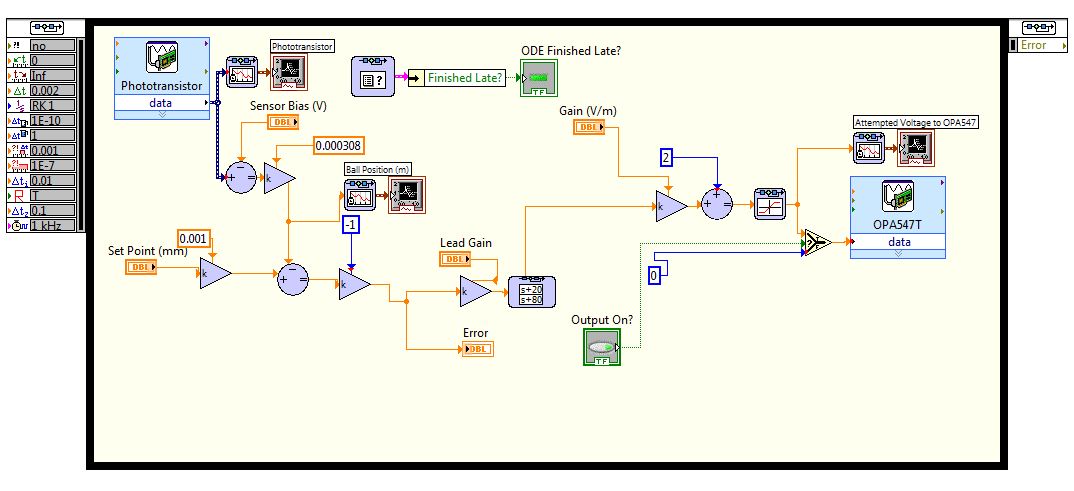 no
0
Inf
0.002
RK 1
1E-10
1
0.001
1E-7
0.01
T
0.1
1 kHz
Phototransistor
data
Phototransistor
Finished Late?
ODE Finished Late?
TF
Sensor Bias (V)
DBL
0.000308
k
Ball Position (m)
-1
Set Point (mm)
DBL
0.001
k
k
Lead Gain
DBL
k
s+20
s+80
Error
DBL
Gain (V/m)
DBL
k
2
Output On?
TF
0
Attempted Voltage to OPA547
OPA547T
data
Error